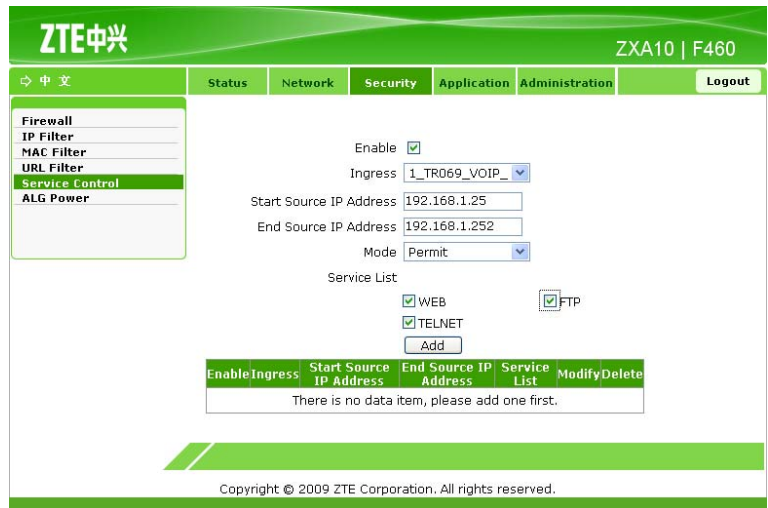 ZTE中兴
ZXA10 | F460
中 文
Status Network Security Application Administration Logout
Firewall
IP Filter
MAC Filter
URL Filter
Service Control
ALG Power
Enable
Ingress 1_TR069_VOIP_
Start Source IP Address 192.168.1.25
End Source IP Address 192.168.1.252
Mode Permit
Service List
WEB FTP
TELNET
Add
Enable Ingress Start Source IP Address End Source IP Address Service List Modify Delete
There is no data item, please add one first.
Copyright © 2009 ZTE Corporation. All rights reserved.